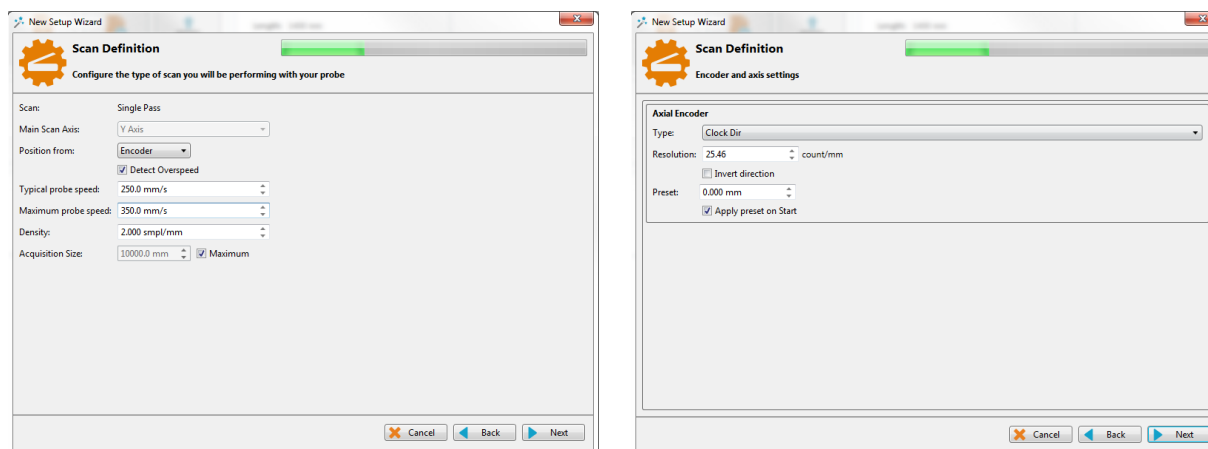 New Setup Wizard
Scan Definition
Configure the type of scan you will be performing with your probe
Scan: Single Pass
Main Scan Axis: Y Axis
Position from: Encoder
Detect Overspeed
Typical probe speed: 250.0 mm/s
Maximum probe speed: 350.0 mm/s
Density: 2.000 smpl/mm
Acquisition Size: 10000.0 mm Maximum
Cancel Back Next
New Setup Wizard
Scan Definition
Encoder and axis settings
Axial Encoder
Type: Clock Dir
Resolution: 25.46 count/mm
Invert direction
Preset: 0.000 mm
Apply preset on Start
Cancel Back Next